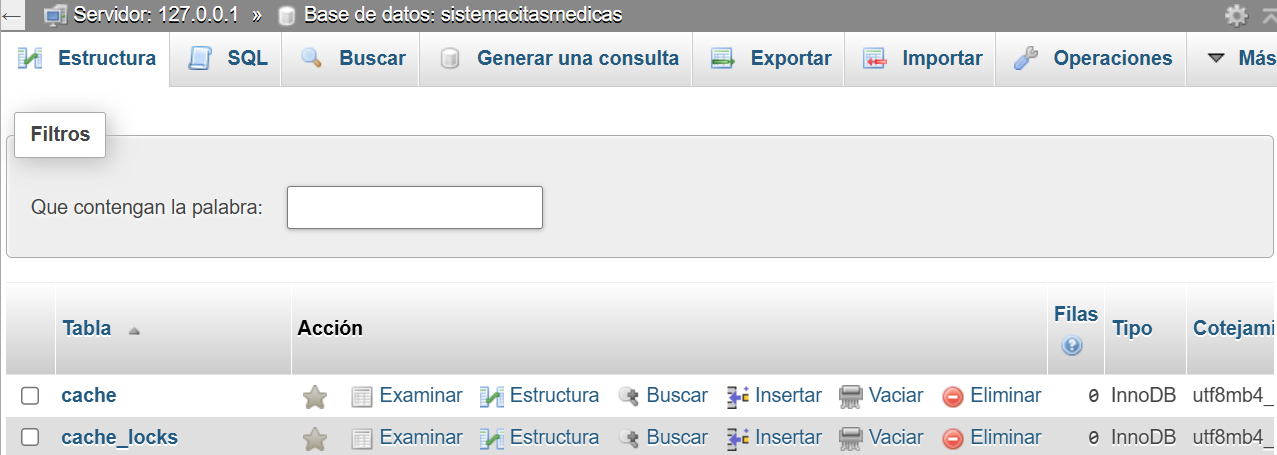 Servidor: 127.0.0.1 » Base de datos: sistemacitasmedicas
Estructura SQL Buscar Generar una consulta Exportar Importar Operaciones Más
Filtros
Que contengan la palabra:
Tabla Acción Filas Tipo Cotejami
cache Examinar Estructura Buscar Insertar Vaciar Eliminar 0 InnoDB utf8mb4_
cache_locks Examinar Estructura Buscar Insertar Vaciar Eliminar 0 InnoDB utf8mb4_